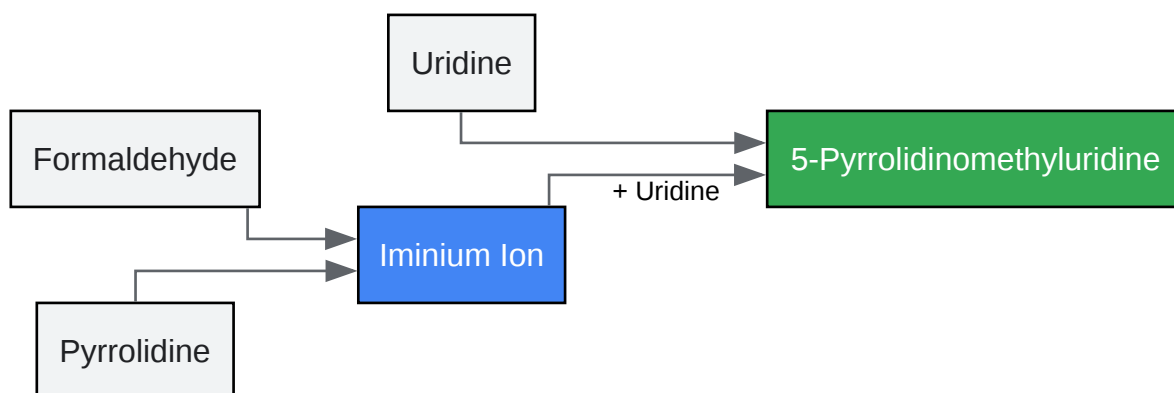 Uridine
Formaldehyde
5-Pyrrolidinomethyluridine
+ Uridine
Iminium Ion
Pyrrolidine